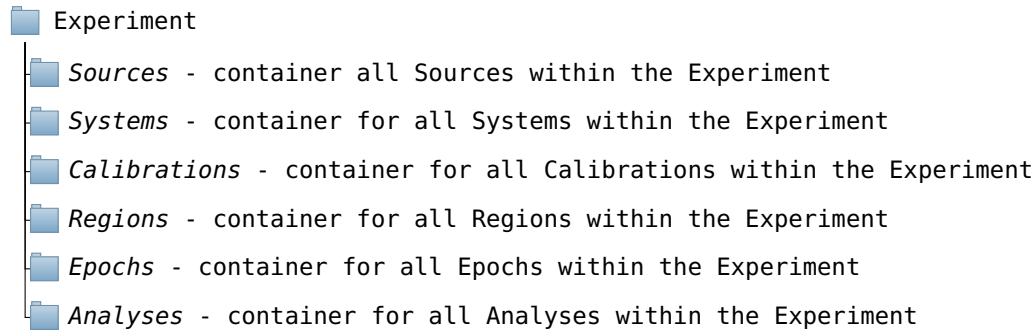 Experiment
Sources - container all Sources within the Experiment
Systems - container for all Systems within the Experiment
Calibrations - container for all Calibrations within the Experiment
Regions - container for all Regions within the Experiment
Epochs - container for all Epochs within the Experiment
Analyses - container for all Analyses within the Experiment